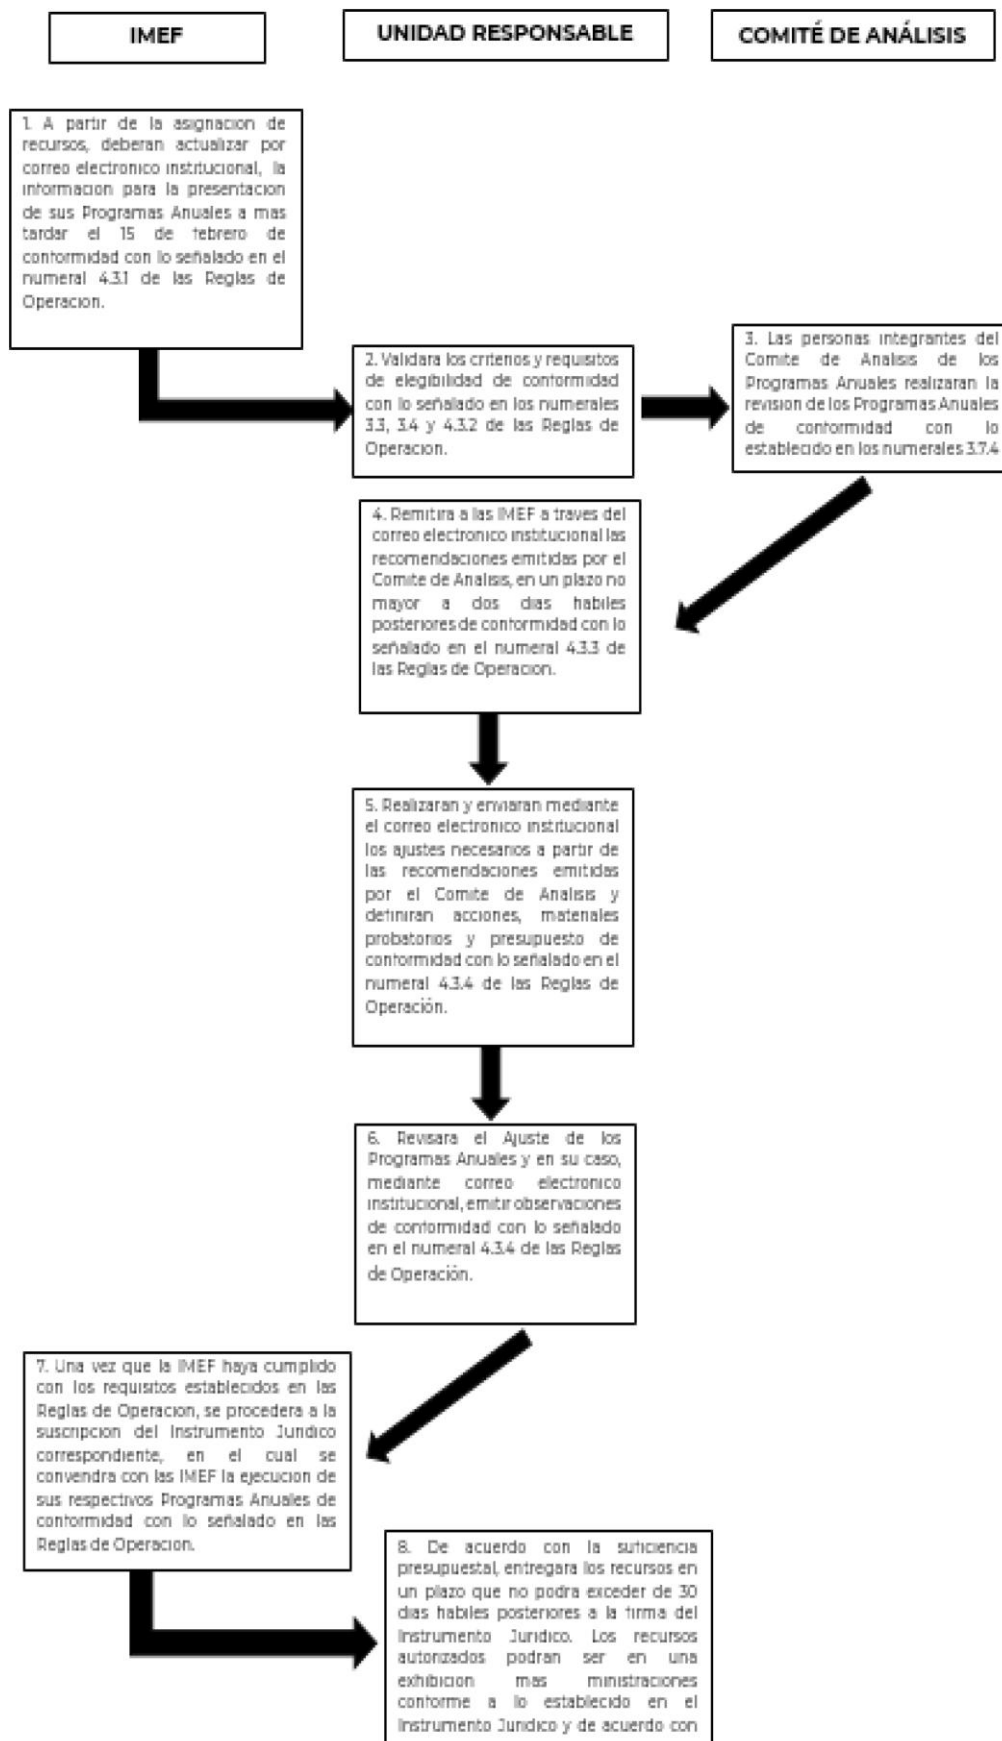 IMEF
UNIDAD RESPONSABLE
COMITÉ DE ANÁLISIS
1. A partir de la asignacion de
recursos, deberan actualizar por
correo electronico institucional, la
informacion para la presentacion
de sus Programas Anuales a mas
tardar el 15 de febrero de
conformidad con lo señalado en el
numeral 4.3.1 de las Reglas de
Operacion.
2. Validara los criterios y requisitos
de elegibilidad de conformidad
con lo señalado en los numerales
3.3, 3.4 y 4.3.2 de las Reglas de
Operacion.
3. Las personas integrantes del
Comite de Analisis de los
Programas Anuales realizaran la
revision de los Programas Anuales
de conformidad con lo
establecido en los numerales 3.7.4
4. Remitira a las IMEF a traves del
correo electronico institucional las
recomendaciones emitidas por el
Comite de Analisis, en un plazo no
mayor a dos dias habiles
posteriores de conformidad con lo
señalado en el numeral 4.3.3 de
las Reglas de Operacion.
5. Realizaran y enviaran mediante
el correo electronico institucional
los ajustes necesarios a partir de
las recomendaciones emitidas
por el Comite de Analisis y
definiran acciones, materiales
probatorios y presupuesto de
conformidad con lo señalado en el
numeral 4.3.4 de las Reglas de
Operación.
6. Revisara el Ajuste de los
Programas Anuales y en su caso,
mediante correo electronico
institucional, emitir observaciones
de conformidad con lo señalado
en el numeral 4.3.4 de las Reglas
de Operación.
7. Una vez que la IMEF haya cumplido
con los requisitos establecidos en las
Reglas de Operacion, se procedera a la
suscripcion del Instrumento Juridico
correspondiente, en el cual se
convendra con las IMEF la ejecucion de
sus respectivos Programas Anuales de
conformidad con lo señalado en las
Reglas de Operacion.
8. De acuerdo con la suficiencia
presupuestal, entregara los recursos en
un plazo que no podra exceder de 30
dias habiles posteriores a la firma del
Instrumento Juridico. Los recursos
autorizados podran ser en una
exhibicion mas ministraciones
conforme a lo establecido en el
Instrumento Juridico y de acuerdo con